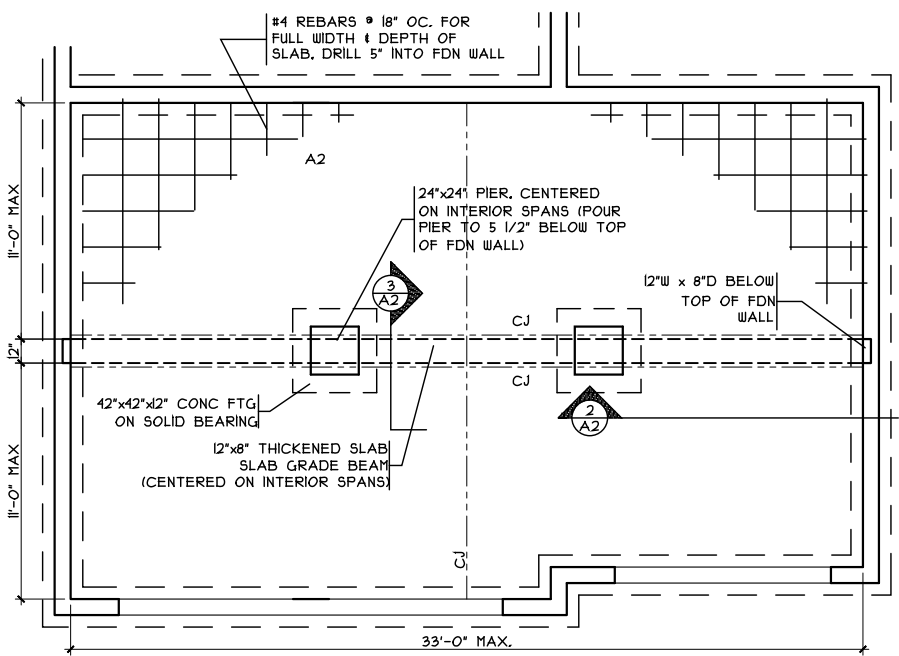 #4 REBARS @ 18" OC. FOR
FULL WIDTH & DEPTH OF
SLAB. DRILL 5" INTO FDN WALL
A2
24"x24" PIER. CENTERED
ON INTERIOR SPANS (POUR
PIER TO 5 1/2" BELOW TOP
OF FDN WALL)
11'-0" MAX
3
A2
12"W x 8"D BELOW
TOP OF FDN
WALL
CJ
12"
CJ
42"x42"x12" CONC FTG
ON SOLID BEARING
2
A2
12"x8" THICKENED SLAB
SLAB GRADE BEAM
(CENTERED ON INTERIOR SPANS)
11'-0" MAX
CJ
33'-0" MAX.